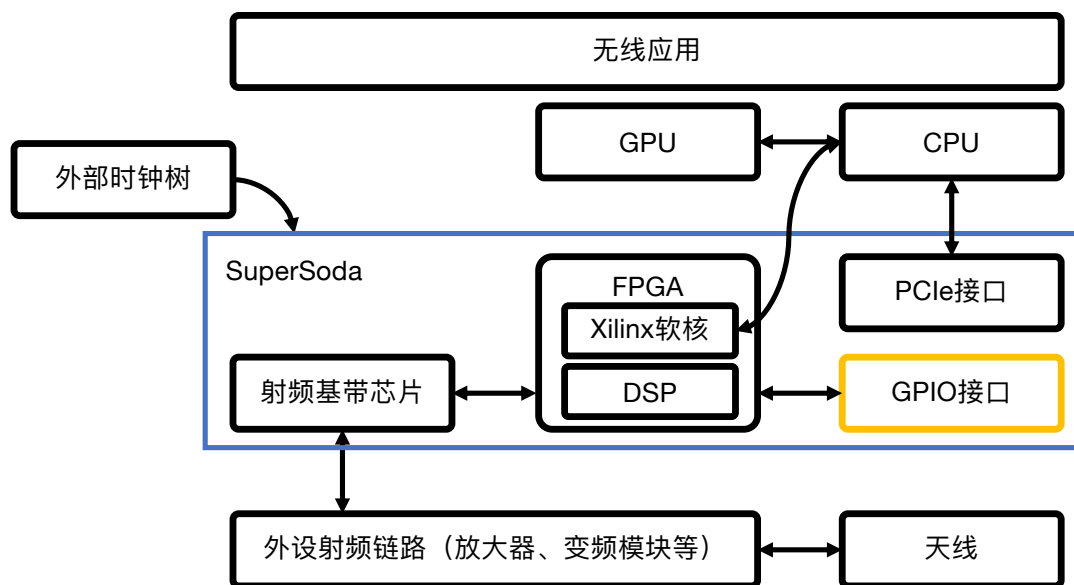 无线应用
GPU
CPU
外部时钟树
SuperSoda
FPGA
PCIe接口
Xilinx软核
射频基带芯片
DSP
GPIO接口
外设射频链路（放大器、变频模块等）
天线